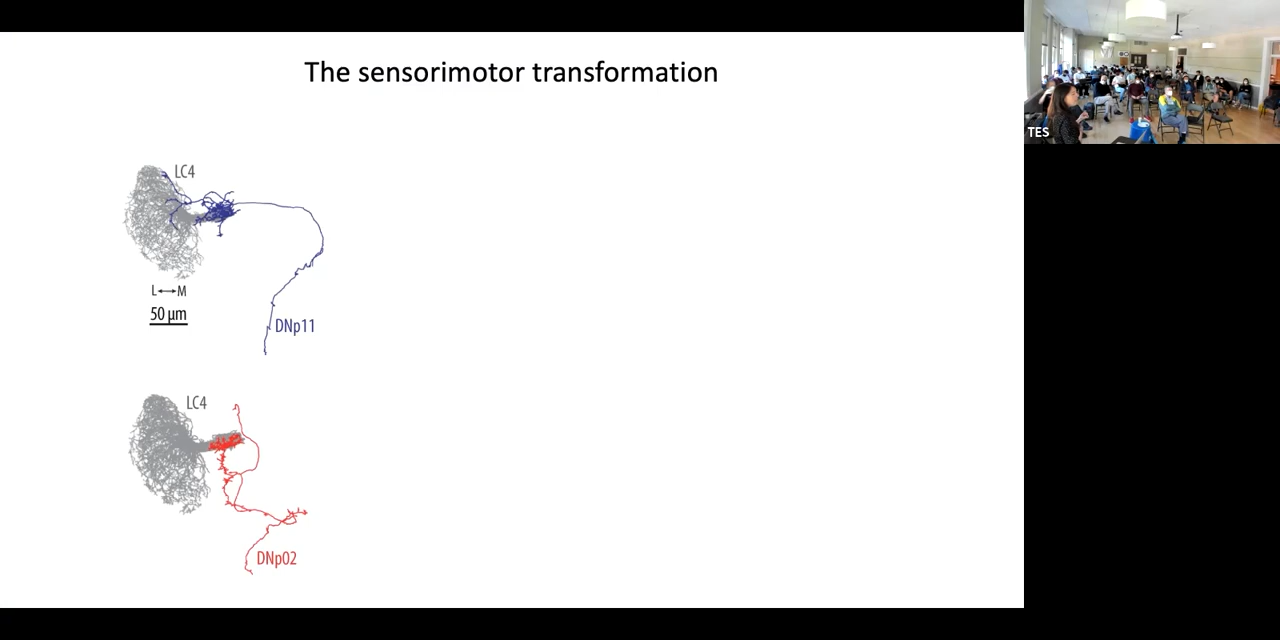 The sensorimotor transformation
LC4
L↔M
50 µm
DNp11
LC4
DNp02
TES